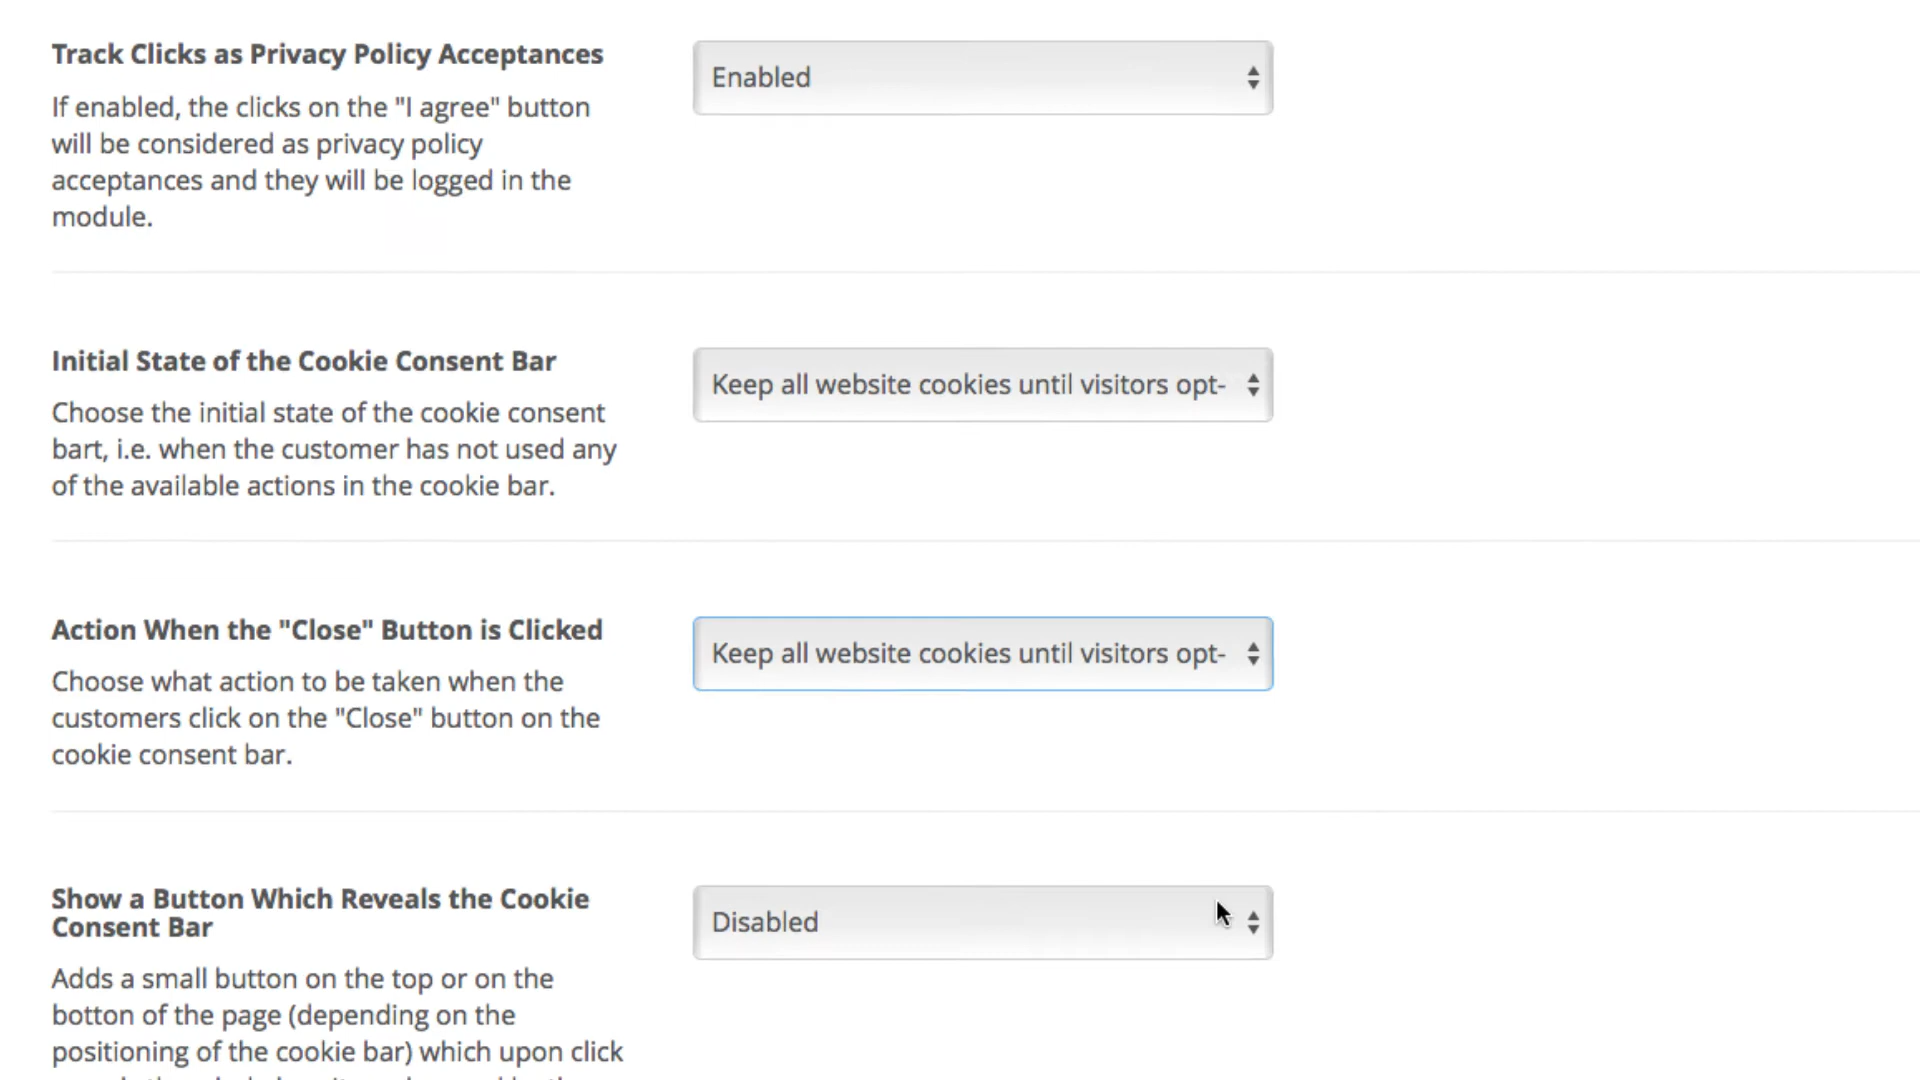 Track Clicks as Privacy Policy Acceptances
Enabled
If enabled, the clicks on the "I agree" button
will be considered as privacy policy
acceptances and they will be logged in the
module.
Initial State of the Cookie Consent Bar
Keep all website cookies until visitors opt-
Choose the initial state of the cookie consent
bart, i.e. when the customer has not used any
of the available actions in the cookie bar.
Action When the "Close" Button is Clicked
Keep all website cookies until visitors opt-
Choose what action to be taken when the
customers click on the "Close" button on the
cookie consent bar.
Show a Button Which Reveals the Cookie
Consent Bar
Disabled
Adds a small button on the top or on the
botton of the page (depending on the
positioning of the cookie bar) which upon click